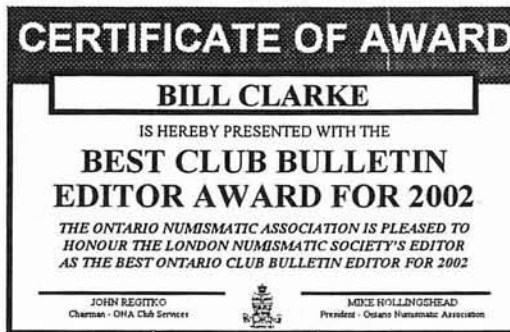 CERTIFICATE OF AWARD
BILL CLARKE
IS HEREBY PRESENTED WITH THE
BEST CLUB BULLETIN
EDITOR AWARD FOR 2002
THE ONTARIO NUMISMATIC ASSOCIATION IS PLEASED TO
HONOUR THE LONDON NUMISMATIC SOCIETY'S EDITOR
AS THE BEST ONTARIO CLUB BULLETIN EDITOR FOR 2002
JOHN REGITKO
Chairman - ONA Club Services
MIKE HOLLINGSHEAD
President - Ontario Numismatic Association